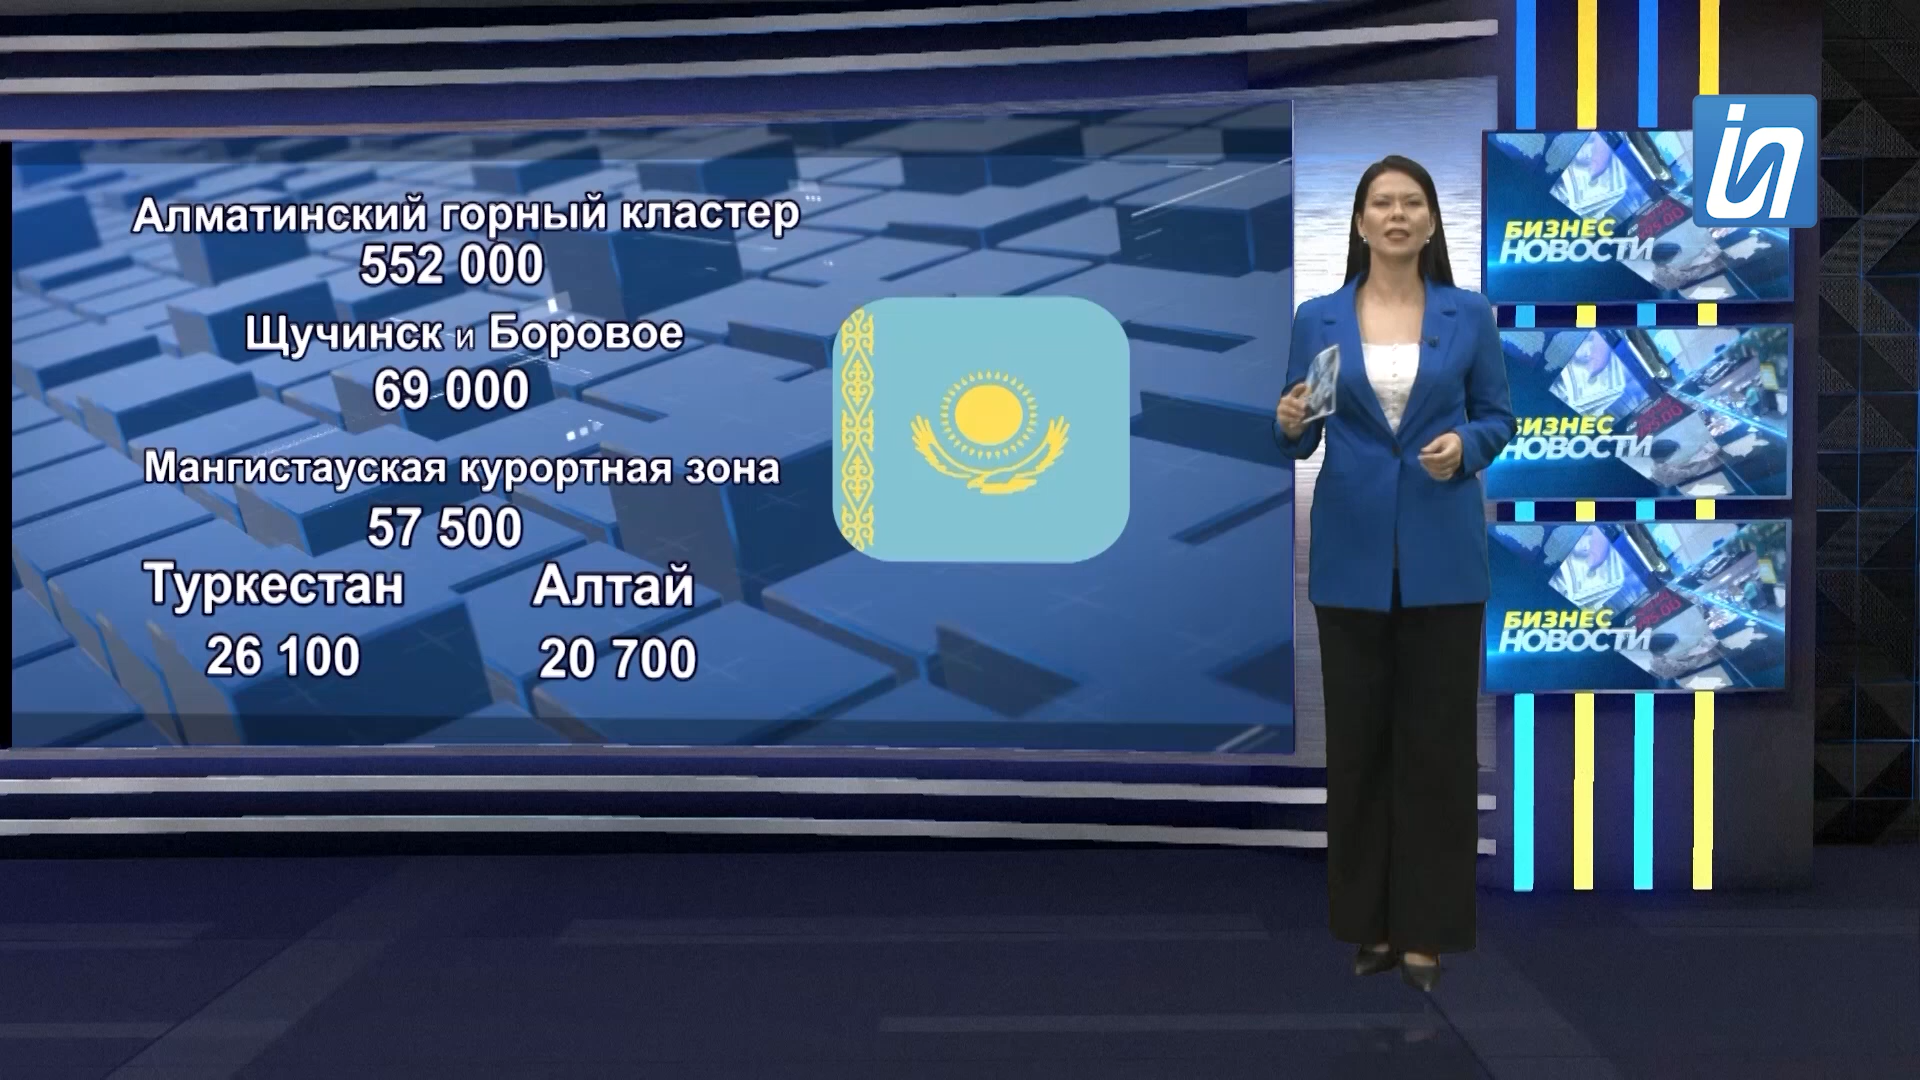 Алматинский горный кластер
552 000
Щучинск и Боровое
69 000
Мангистауская курортная зона
57 500
Туркестан Алтай
26 100 20 700
in
БИЗНЕС
НОВОСТИ
БИЗНЕС
НОВОСТИ
БИЗНЕС
НОВОСТИ